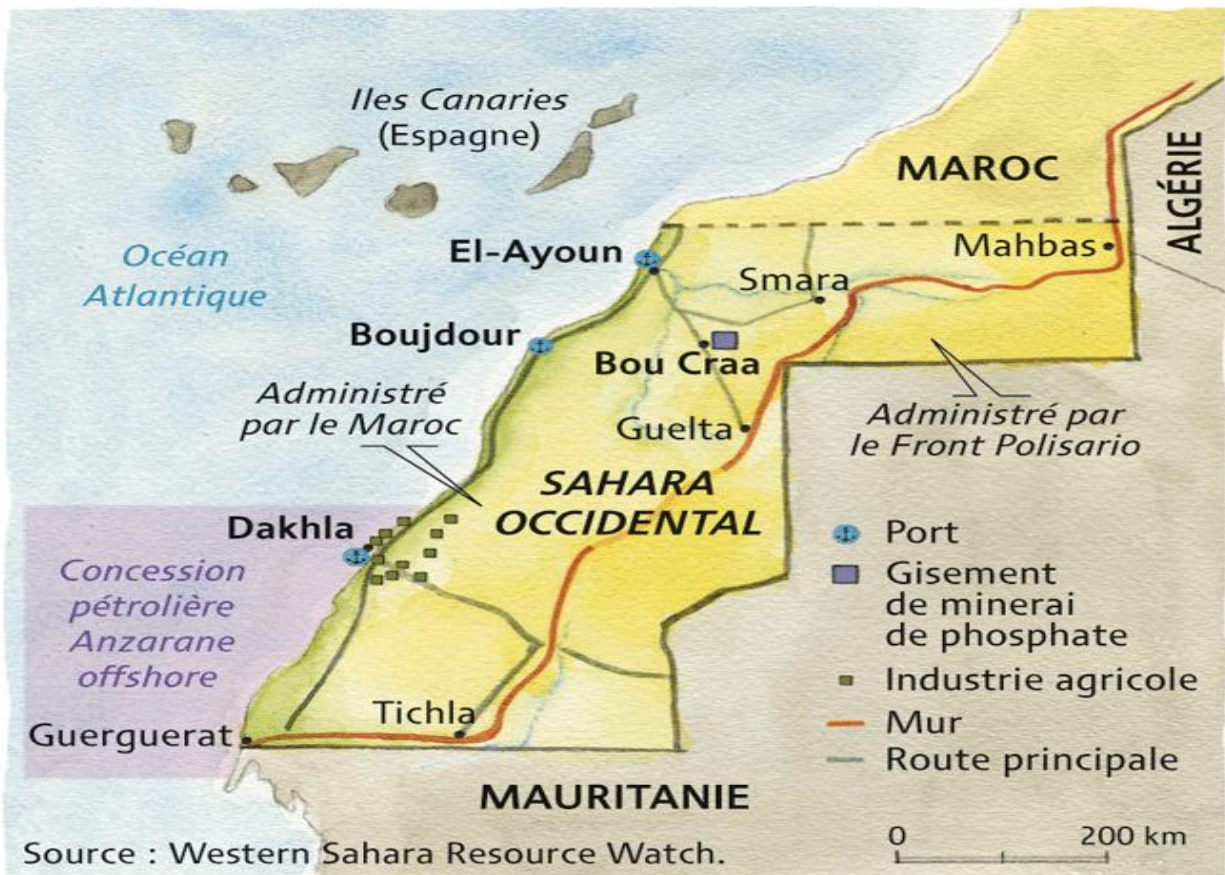 Iles Canaries
(Espagne)
MAROC
ALGÉRIE
Océan
Atlantique
El-Ayoun
Mahbas
Smara
Boujdour
Bou Craa
Administré
par le Maroc
Guelta
Administré par
le Front Polisario
SAHARA
OCCIDENTAL
Dakhla
Concession
pétrolière
Anzarane
offshore
Guerguerat
Tichla
MAURITANIE
Port
Gisement
de minerai
de phosphate
Industrie agricole
Mur
Route principale
0 200 km
Source : Western Sahara Resource Watch.